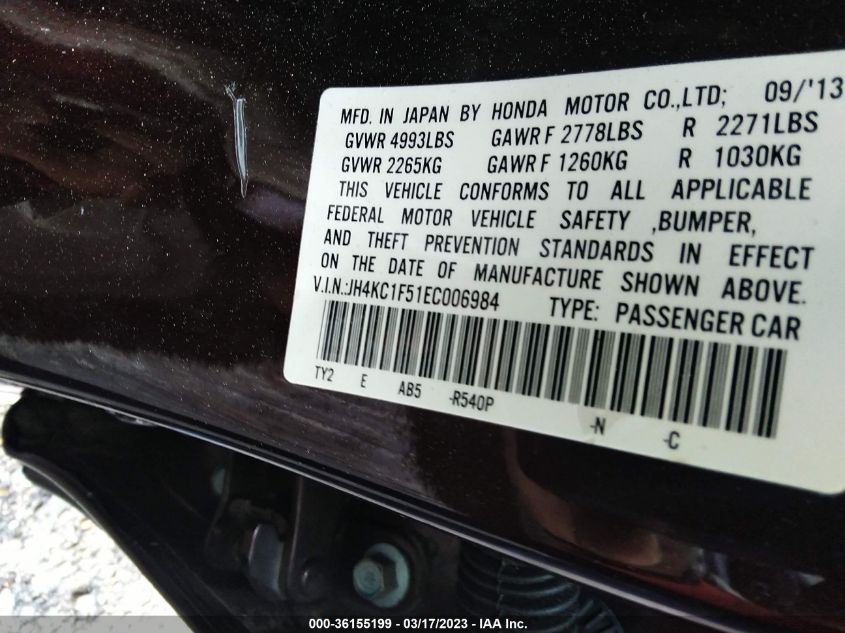 MFD. IN JAPAN BY HONDA MOTOR CO.,LTD; 09/'13
GVWR 4993LBS GAWR F 2778LBS R 2271LBS
GVWR 2265KG GAWR F 1260KG R 1030KG
THIS VEHICLE CONFORMS TO ALL APPLICABLE
FEDERAL MOTOR VEHICLE SAFETY ,BUMPER,
AND THEFT PREVENTION STANDARDS IN EFFECT
ON THE DATE OF MANUFACTURE SHOWN ABOVE.
V.I.N.:JH4KC1F51EC006984 TYPE: PASSENGER CAR
TY2 E AB5 -R540P -N -C
000-36155199 - 03/17/2023 - IAA Inc.